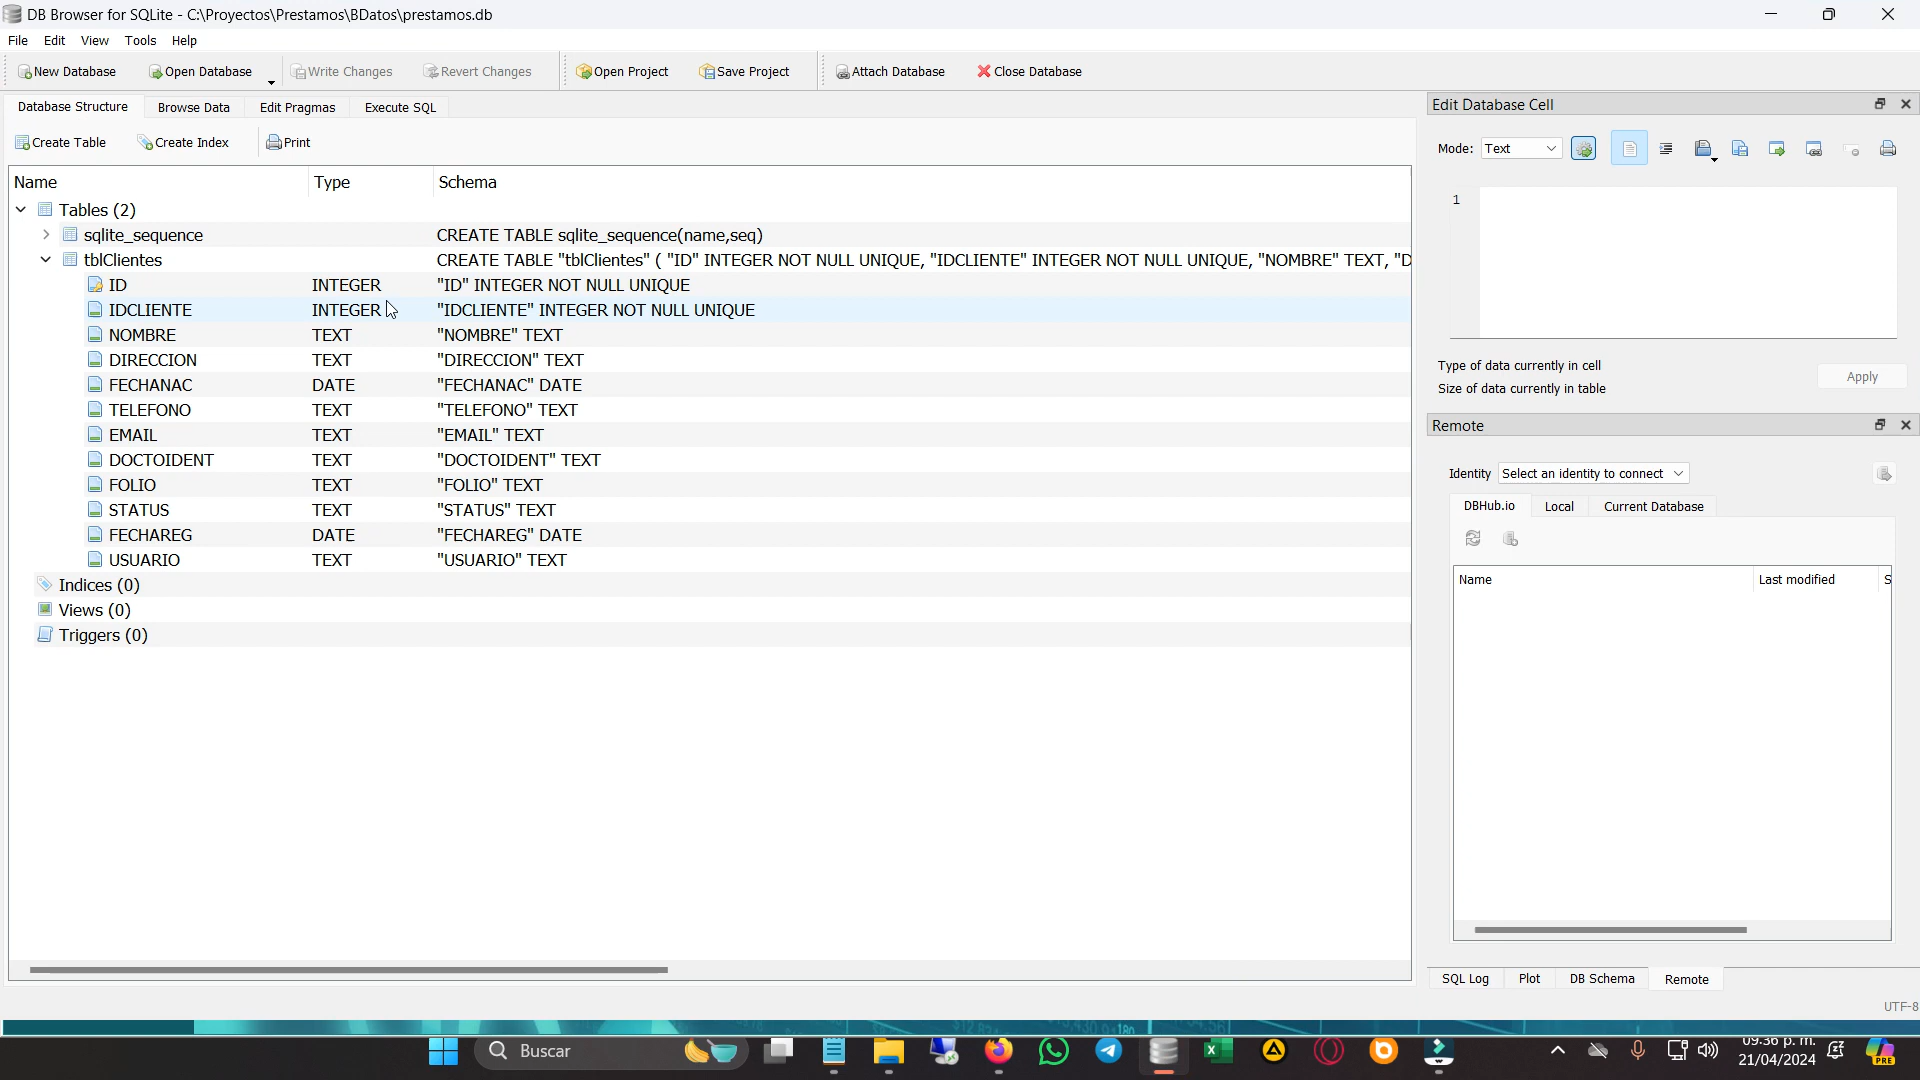 DB Browser for SQLite - C:\Proyectos\Prestamos\BDatos\prestamos.db
File Edit View Tools Help
New Database Open Database Write Changes Revert Changes Open Project Save Project Attach Database Close Database
Database Structure Browse Data Edit Pragmas Execute SQL
Create Table Create Index Print
Name Type Schema
Tables (2)
sqlite_sequence CREATE TABLE sqlite_sequence(name,seq)
tblClientes CREATE TABLE "tblClientes" ( "ID" INTEGER NOT NULL UNIQUE, "IDCLIENTE" INTEGER NOT NULL UNIQUE, "NOMBRE" TEXT, "D
ID INTEGER "ID" INTEGER NOT NULL UNIQUE
IDCLIENTE INTEGER "IDCLIENTE" INTEGER NOT NULL UNIQUE
NOMBRE TEXT "NOMBRE" TEXT
DIRECCION TEXT "DIRECCION" TEXT
FECHANAC DATE "FECHANAC" DATE
TELEFONO TEXT "TELEFONO" TEXT
EMAIL TEXT "EMAIL" TEXT
DOCTOIDENT TEXT "DOCTOIDENT" TEXT
FOLIO TEXT "FOLIO" TEXT
STATUS TEXT "STATUS" TEXT
FECHAREG DATE "FECHAREG" DATE
USUARIO TEXT "USUARIO" TEXT
Indices (0)
Views (0)
Triggers (0)
Edit Database Cell
Mode: Text
1
Type of data currently in cell
Size of data currently in table
Apply
Remote
Identity Select an identity to connect
DBHub.io Local Current Database
Name Last modified S
SQL Log Plot DB Schema Remote
UTF-8
Buscar
09:36 p. m.
21/04/2024
PRE